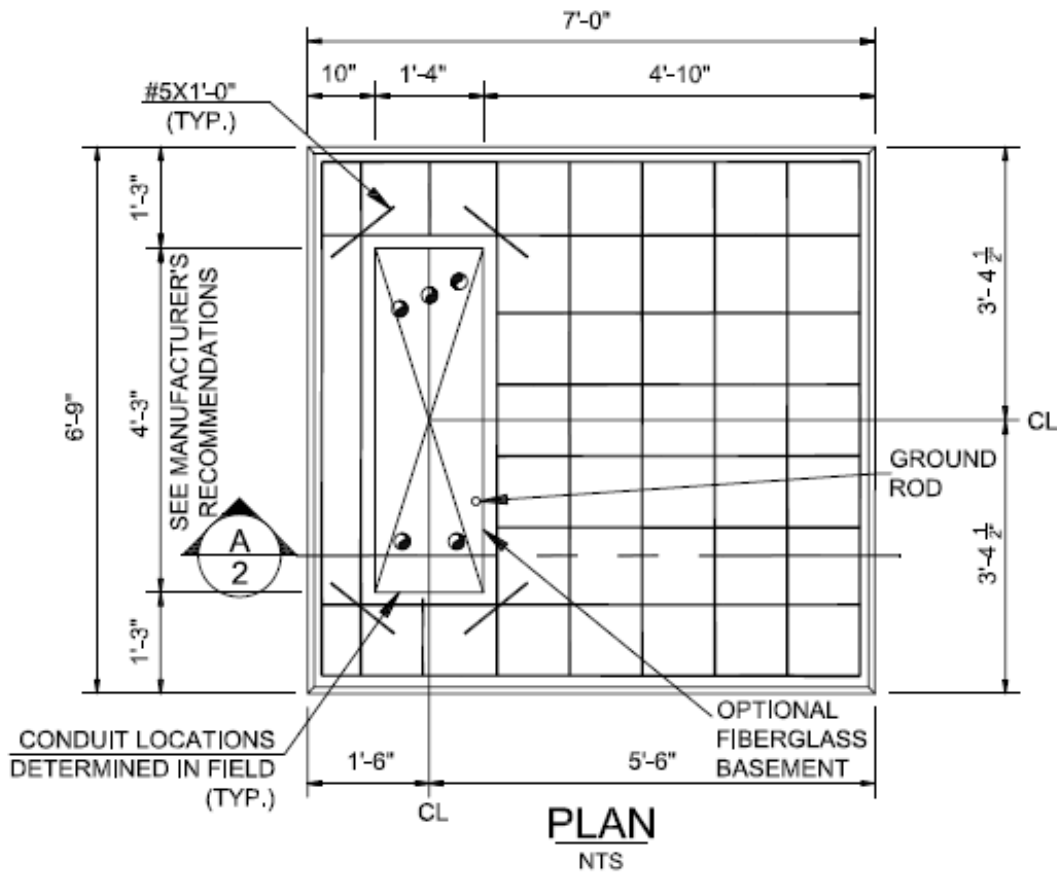 7'-0"
10"
1'-4"
4'-10"
#5X1'-0"
(TYP.)
1'-3"
SEE MANUFACTURER'S
RECOMMENDATIONS
4'-3"
6'-9"
1'-3"
3'-4 1/2"
CL
3'-4 1/2"
GROUND
ROD
A
2
CONDUIT LOCATIONS
DETERMINED IN FIELD
(TYP.)
1'-6"
CL
5'-6"
OPTIONAL
FIBERGLASS
BASEMENT
PLAN
NTS